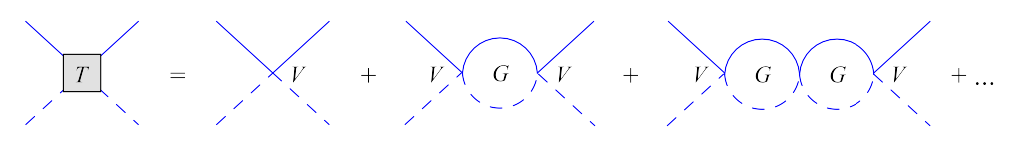 T = V + V G V + V G G V + ...